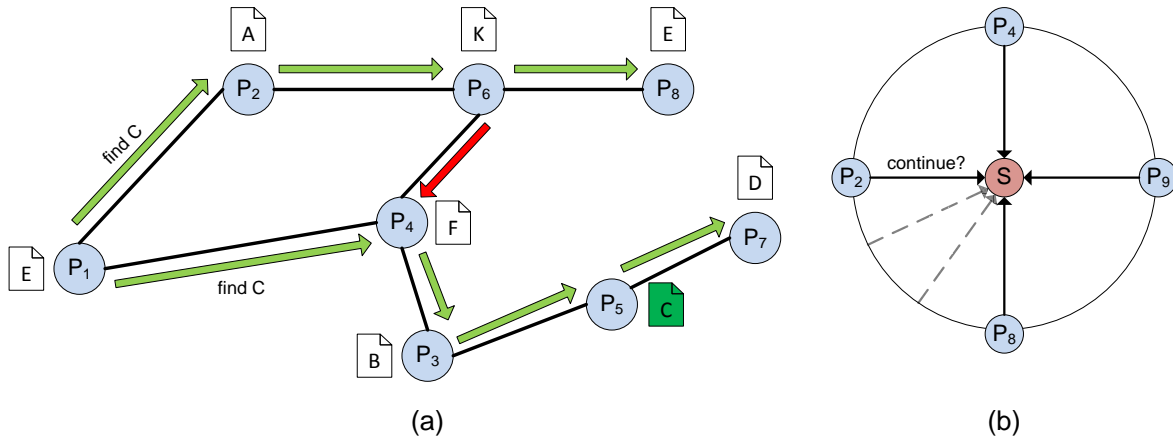 A
K
E
P2
P6
P8
find C
D
P4
F
P7
E
P1
find C
P5
C
B
P3
(a)
P4
P2
continue?
S
P9
P8
(b)